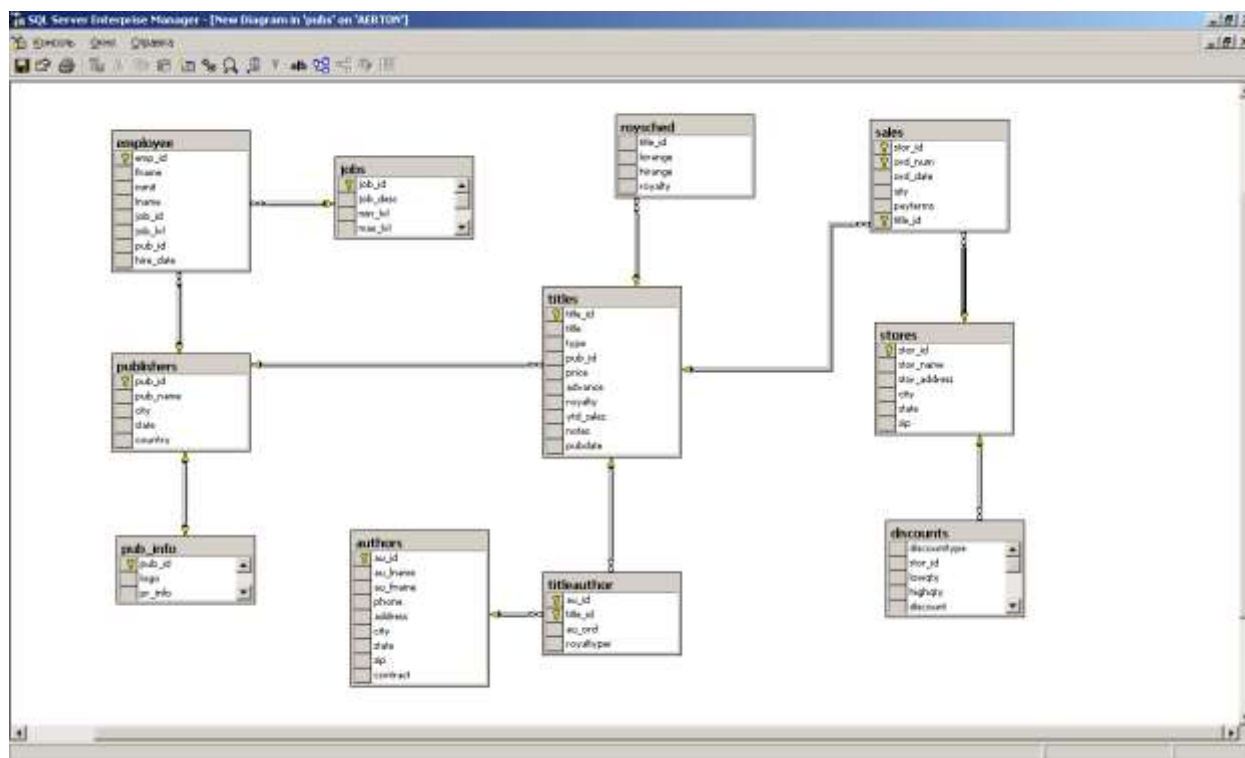 SQL Server Enterprise Manager - [New Diagram in 'pubs' on 'AERTON']
Консоль Окно Справка
employee
emp_id
fname
minit
lname
job_id
job_lvl
pub_id
hire_date
jobs
job_id
job_desc
min_lvl
max_lvl
roysched
title_id
lorange
hirange
royalty
sales
stor_id
ord_num
ord_date
qty
payterms
title_id
titles
title_id
title
type
pub_id
price
advance
royalty
ytd_sales
notes
pubdate
stores
stor_id
stor_name
stor_address
city
state
zip
publishers
pub_id
pub_name
city
state
country
pub_info
pub_id
logo
pr_info
authors
au_id
au_lname
au_fname
phone
address
city
state
zip
contract
titleauthor
au_id
title_id
au_ord
royaltyper
discounts
discounttype
stor_id
lowqty
highqty
discount